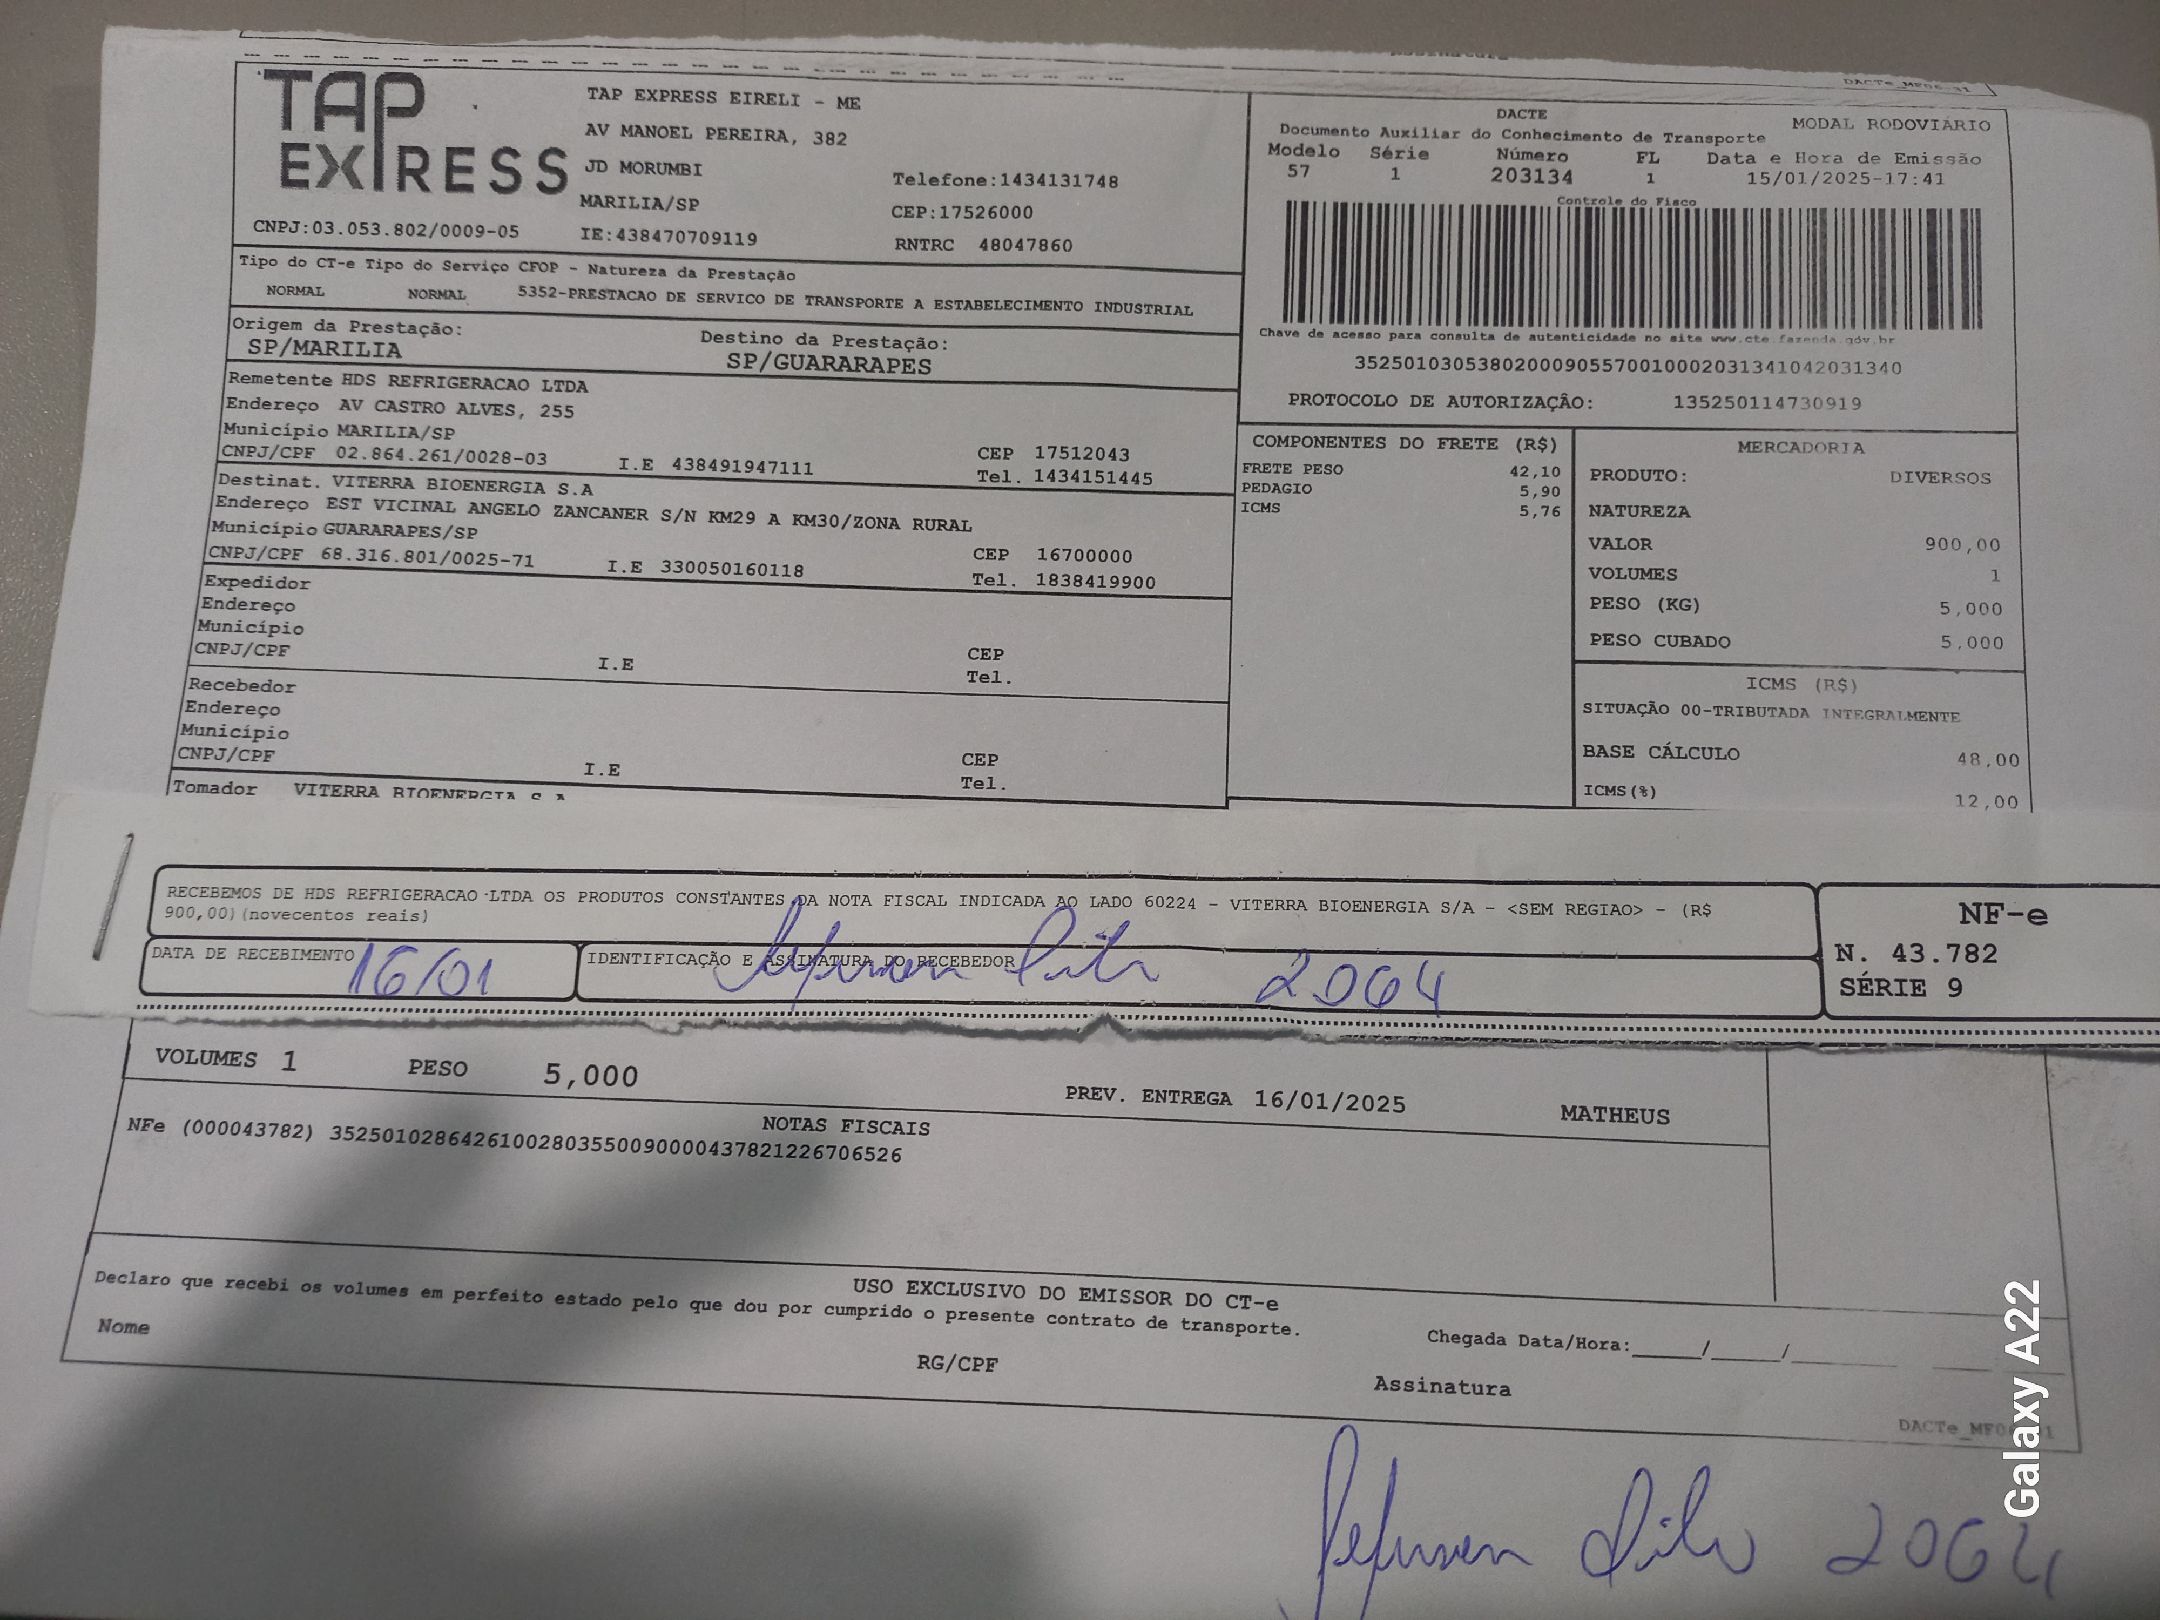 TAP EXPRESS
TAP EXPRESS EIRELI - ME
AV MANOEL PEREIRA, 382
JD MORUMBI
Telefone:1434131748
MARILIA/SP
CEP:17526000
CNPJ:03.053.802/0009-05 IE:438470709119 RNTRC 48047860
DACTE
Documento Auxiliar do Conhecimento de Transporte MODAL RODOVIÁRIO
Modelo Série Número FL Data e Hora de Emissão
57 1 203134 1 15/01/2025-17:41
Controle do Fisco
Chave de acesso para consulta de autenticidade no site www.cte.fazenda.gov.br
35250103053802000905570010002031341042031340
PROTOCOLO DE AUTORIZAÇÃO: 135250114730919
Tipo do CT-e Tipo do Serviço CFOP - Natureza da Prestação
NORMAL NORMAL 5352-PRESTACAO DE SERVICO DE TRANSPORTE A ESTABELECIMENTO INDUSTRIAL
Origem da Prestação: Destino da Prestação:
SP/MARILIA SP/GUARARAPES
Remetente HDS REFRIGERACAO LTDA
Endereço AV CASTRO ALVES, 255
Município MARILIA/SP CEP 17512043
CNPJ/CPF 02.864.261/0028-03 I.E 438491947111 Tel. 1434151445
Destinat. VITERRA BIOENERGIA S.A
Endereço EST VICINAL ANGELO ZANCANER S/N KM29 A KM30/ZONA RURAL
Município GUARARAPES/SP CEP 16700000
CNPJ/CPF 68.316.801/0025-71 I.E 330050160118 Tel. 1838419900
Expedidor
Endereço
Município CEP
CNPJ/CPF I.E Tel.
Recebedor
Endereço
Município CEP
CNPJ/CPF I.E Tel.
Tomador VITERRA BIOENERGIA S.A
COMPONENTES DO FRETE (R$)
FRETE PESO 42,10
PEDAGIO 5,90
ICMS 5,76
MERCADORIA
PRODUTO: DIVERSOS
NATUREZA
VALOR 900,00
VOLUMES 1
PESO (KG) 5,000
PESO CUBADO 5,000
ICMS (R$)
SITUAÇÃO 00-TRIBUTADA INTEGRALMENTE
BASE CÁLCULO 48,00
ICMS(%) 12,00
RECEBEMOS DE HDS REFRIGERACAO LTDA OS PRODUTOS CONSTANTES DA NOTA FISCAL INDICADA AO LADO 60224 - VITERRA BIOENERGIA S/A - <SEM REGIAO> - (R$
900,00)(novecentos reais)
DATA DE RECEBIMENTO 16/01
IDENTIFICAÇÃO E ASSINATURA DO RECEBEDOR
2064
NF-e
N. 43.782
SÉRIE 9
VOLUMES 1 PESO 5,000 PREV. ENTREGA 16/01/2025 MATHEUS
NOTAS FISCAIS
NFe (000043782) 35250102864261002803550090000437821226706526
USO EXCLUSIVO DO EMISSOR DO CT-e
Declaro que recebi os volumes em perfeito estado pelo que dou por cumprido o presente contrato de transporte.
Nome RG/CPF Assinatura Chegada Data/Hora:_____/_____/
2064
Galaxy A22